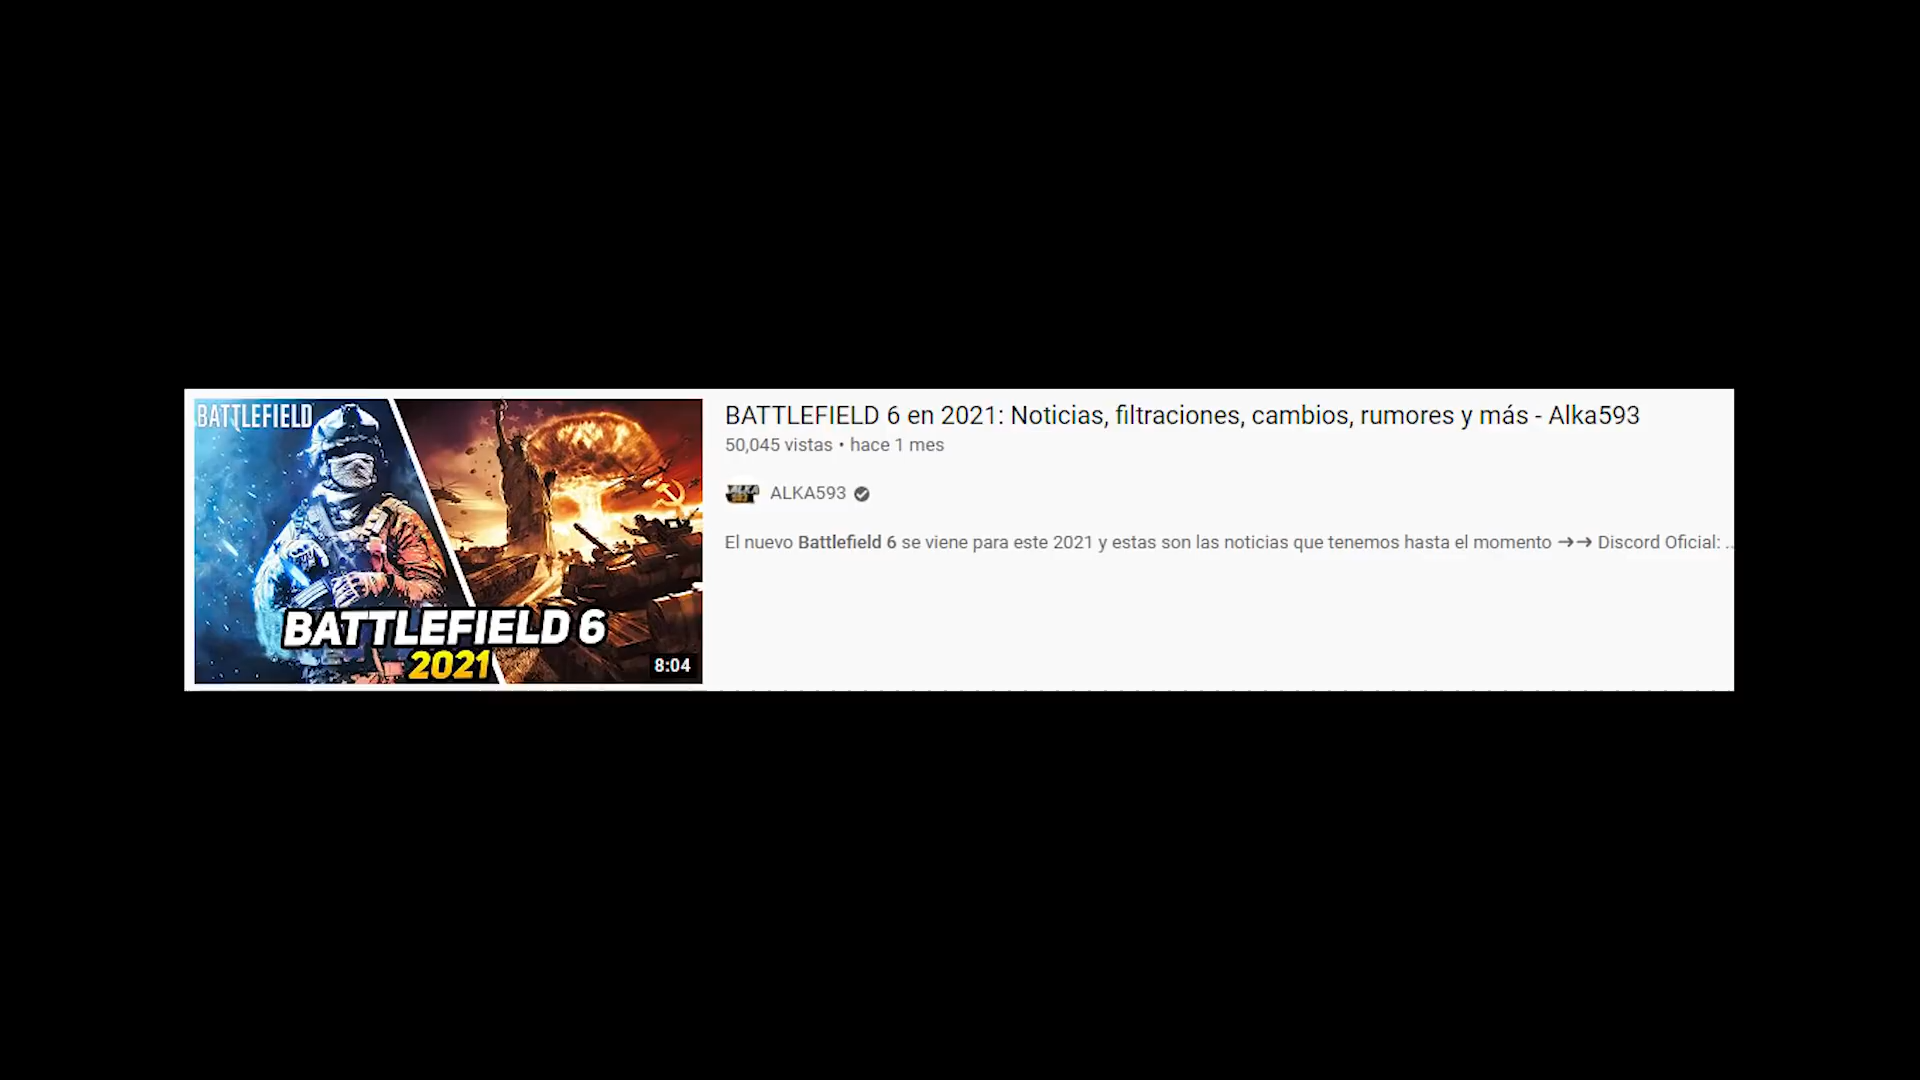 BATTLEFIELD
BATTLEFIELD 6
2021
8:04
BATTLEFIELD 6 en 2021: Noticias, filtraciones, cambios, rumores y más - Alka593
50,045 vistas • hace 1 mes
ALKA 593
ALKA593
El nuevo Battlefield 6 se viene para este 2021 y estas son las noticias que tenemos hasta el momento →→ Discord Oficial: ...